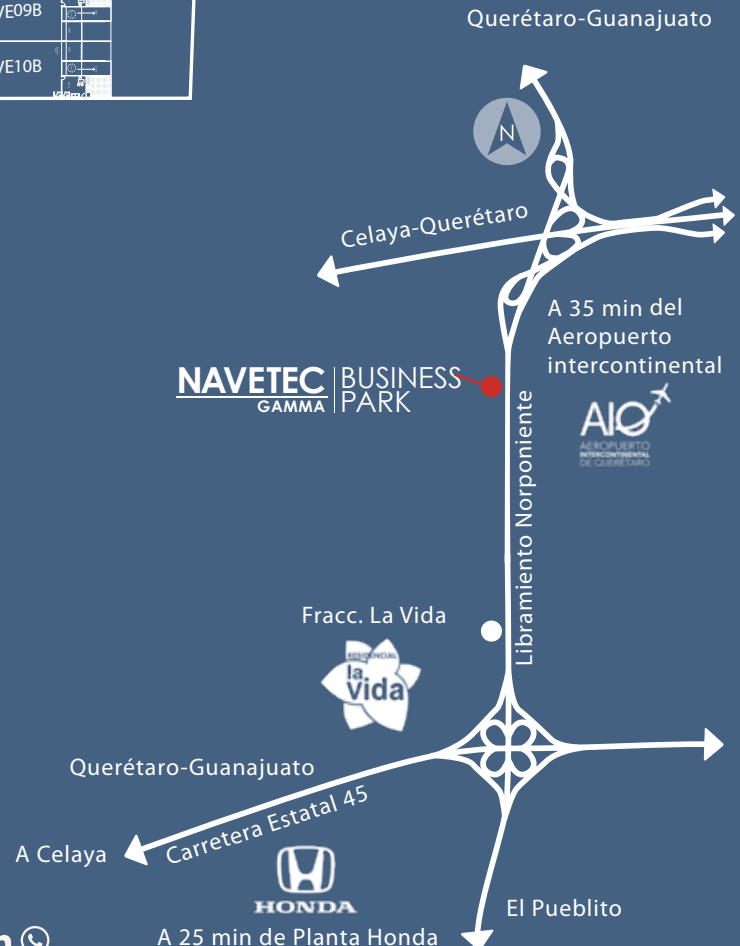 VE09B
VE10B
Querétaro-Guanajuato
N
Celaya-Querétaro
A 35 min del
Aeropuerto
intercontinental
NAVETEC
GAMMA
BUSINESS
PARK
AIQ
AEROPUERTO
INTERCONTINENTAL
DE QUERÉTARO
Libramiento Norponiente
Fracc. La Vida
RESIDENCIAL
la
Vida
Querétaro-Guanajuato
Carretera Estatal 45
A Celaya
HONDA
El Pueblito
A 25 min de Planta Honda